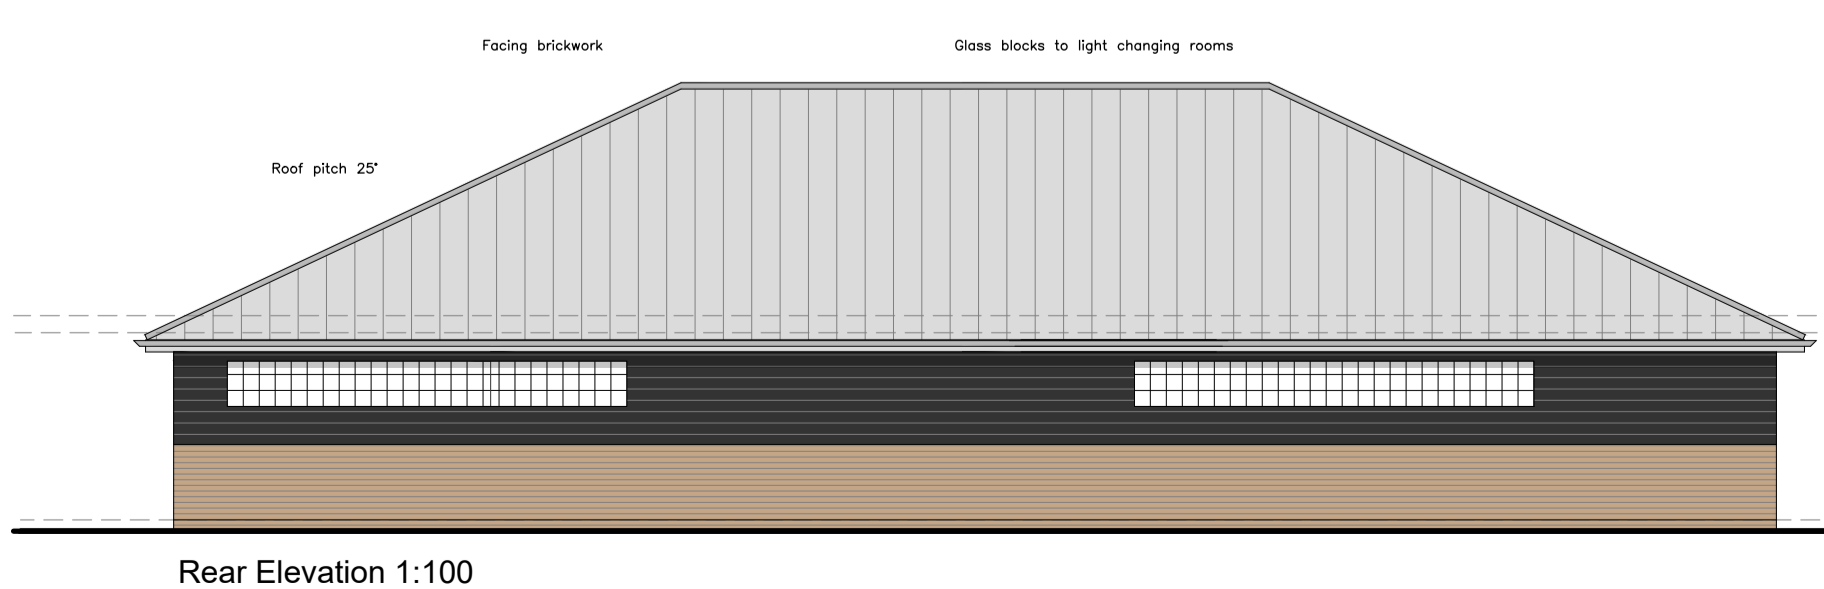 Facing brickwork
Glass blocks to light changing rooms
Roof pitch 25°
Rear Elevation 1:100